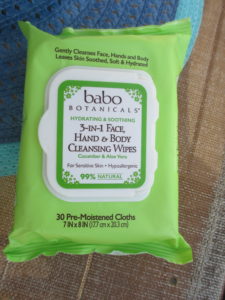 Gently Cleanses Face, Hands and Body
Leaves Skin Soothed, Soft & Hydrated
babo
BOTANICALS®
HYDRATING & SOOTHING
3-IN-1 FACE,
HAND & BODY
CLEANSING WIPES
Cucumber & Aloe Vera
For Sensitive Skin • Hypoallergenic
99% NATURAL
30 Pre-Moistened Cloths
7 IN x 8 IN (17.7 cm x 20.3 cm)